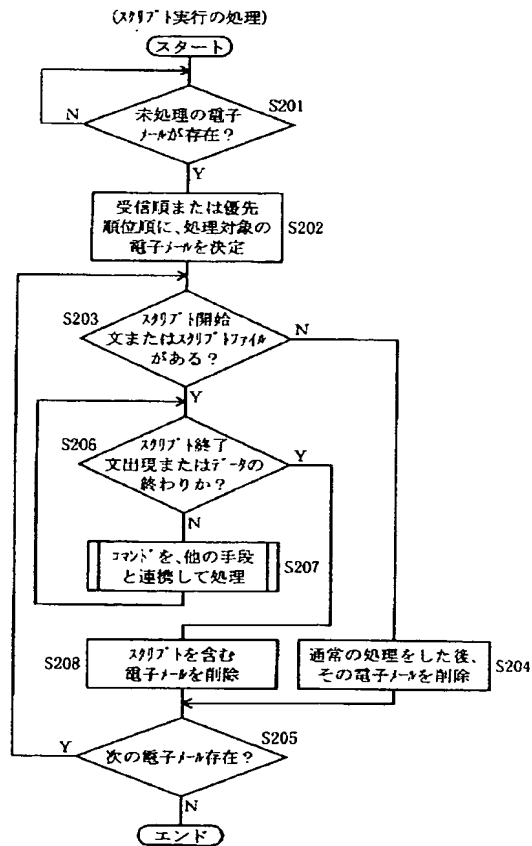 (スクリプト実行の処理)
スタート
S201
未処理の電子
メールが存在?
N
Y
受信順または優先
順位順に、処理対象の
電子メールを決定
S202
S203
スクリプト開始
文またはスクリプトファイル
がある?
N
Y
S206
スクリプト終了
文出現またはデータの
終わりか?
Y
N
コマンドを、他の手段
と連携して処理
S207
S208
スクリプトを含む
電子メールを削除
通常の処理をした後、
その電子メールを削除
S204
S205
Y
次の電子メール存在?
N
エンド